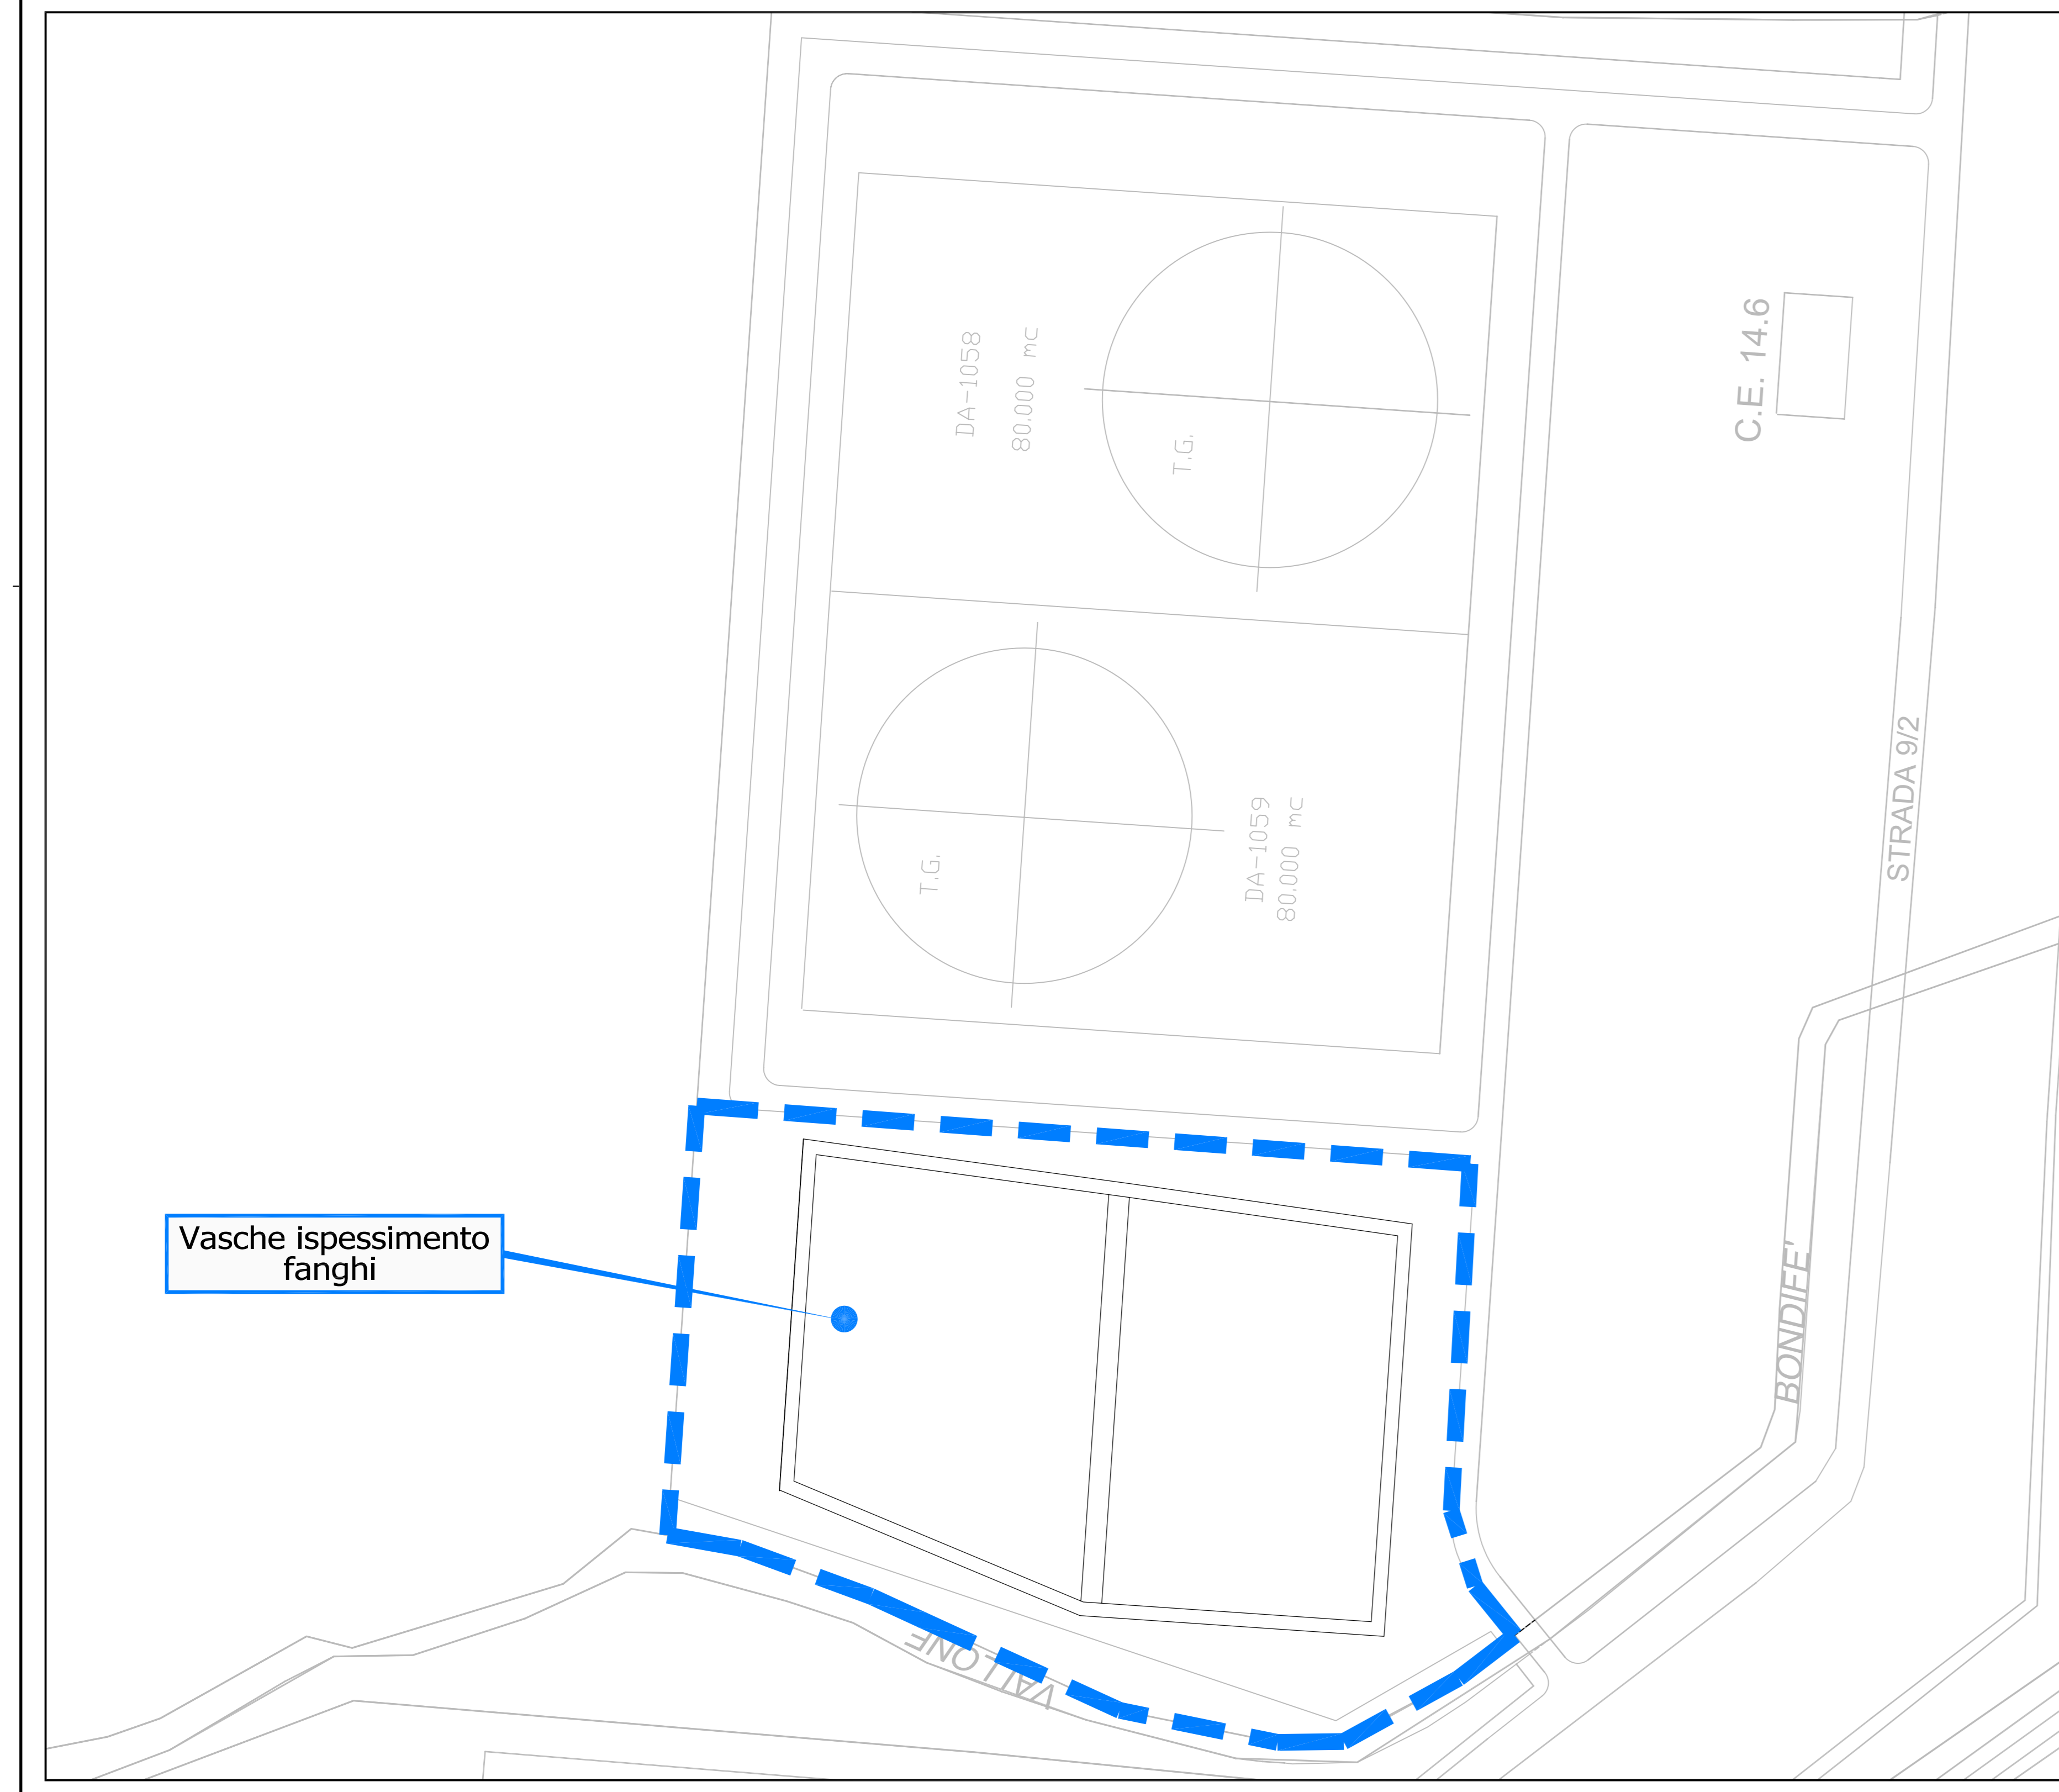 DA-1058
80.000 mc
T.G.
C.E. 14.6
T.G.
DA-1059
80.000 mc
STRADA 9/2
BONDIFE'
Vasche ispessimento
fanghi
VALLONE